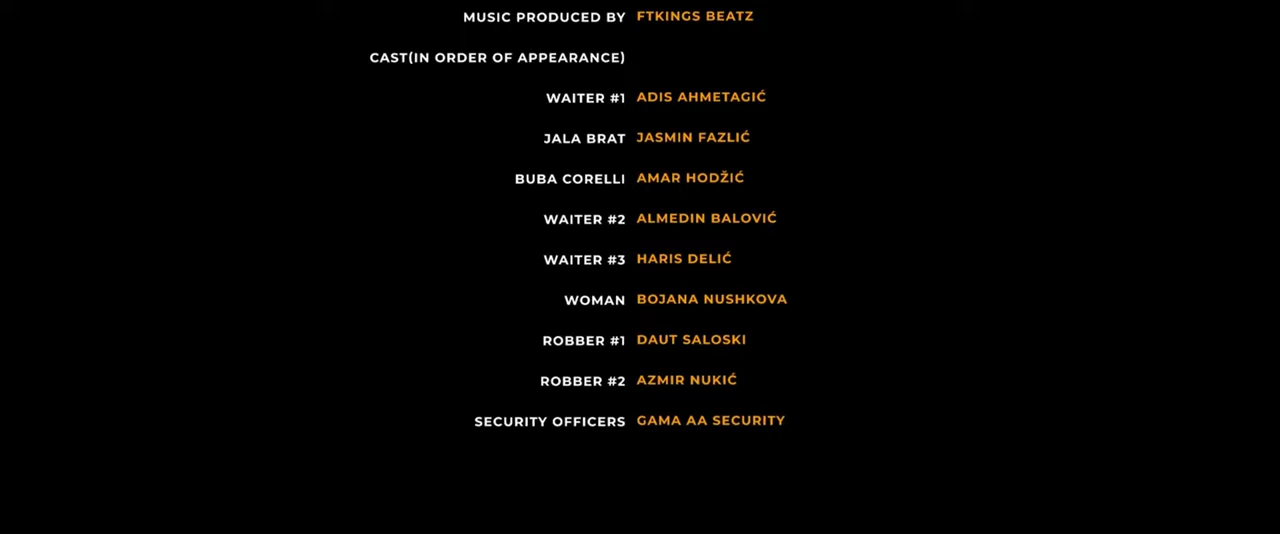 MUSIC PRODUCED BY FTKINGS BEATZ
CAST(IN ORDER OF APPEARANCE)
WAITER #1 ADIS AHMETAGIĆ
JALA BRAT JASMIN FAZLIĆ
BUBA CORELLI AMAR HODŽIĆ
WAITER #2 ALMEDIN BALOVIĆ
WAITER #3 HARIS DELIĆ
WOMAN BOJANA NUSHKOVA
ROBBER #1 DAUT SALOSKI
ROBBER #2 AZMIR NUKIĆ
SECURITY OFFICERS GAMA AA SECURITY